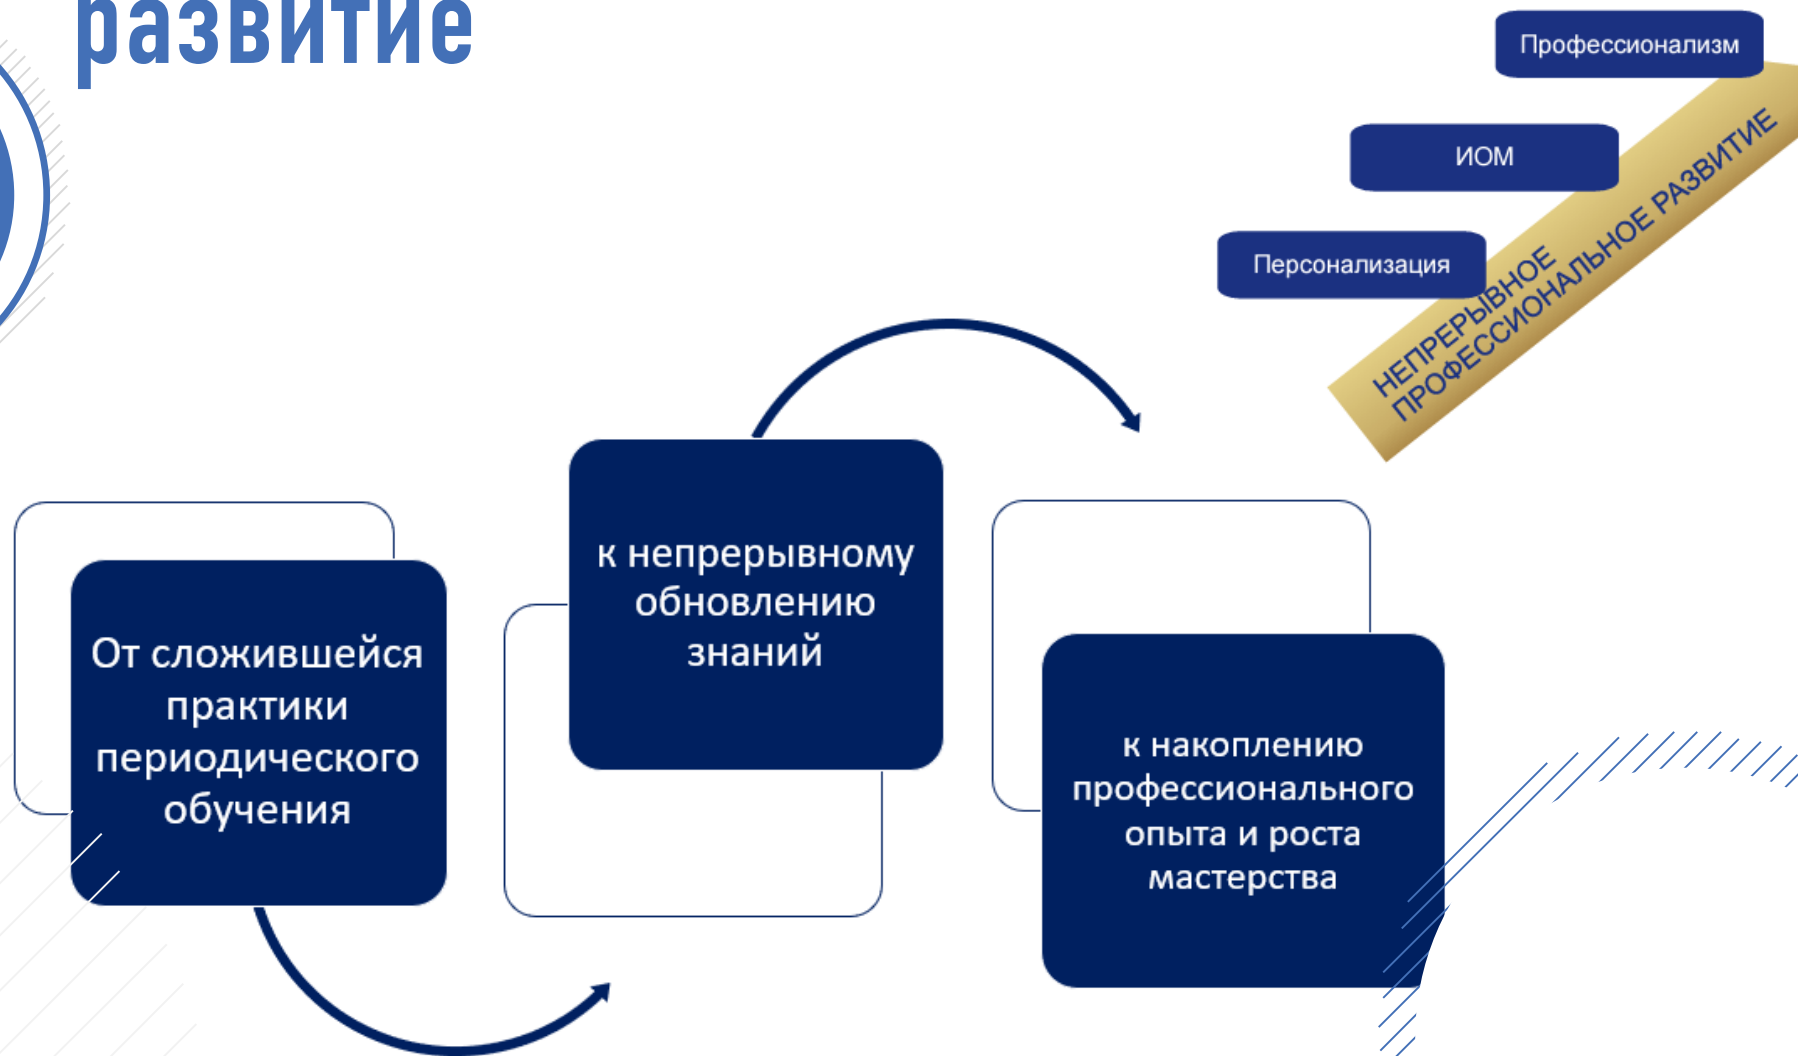 развитие
Профессионализм
ИОМ
Персонализация
НЕПРЕРЫВНОЕ
ПРОФЕССИОНАЛЬНОЕ РАЗВИТИЕ
От сложившейся
практики
периодического
обучения
к непрерывному
обновлению
знаний
к накоплению
профессионального
опыта и роста
мастерства